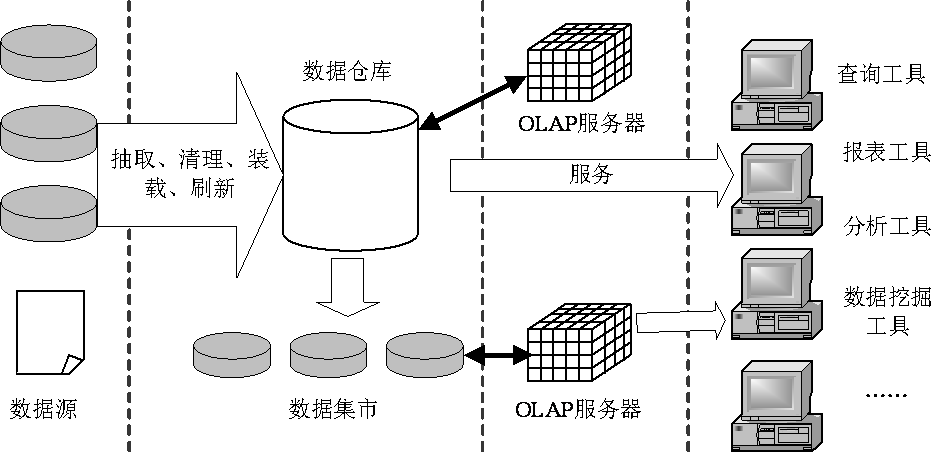 数据仓库
OLAP服务器
查询工具
抽取、清理、装
载、刷新
服务
报表工具
分析工具
数据挖掘
工具
数据源
数据集市
OLAP服务器
……